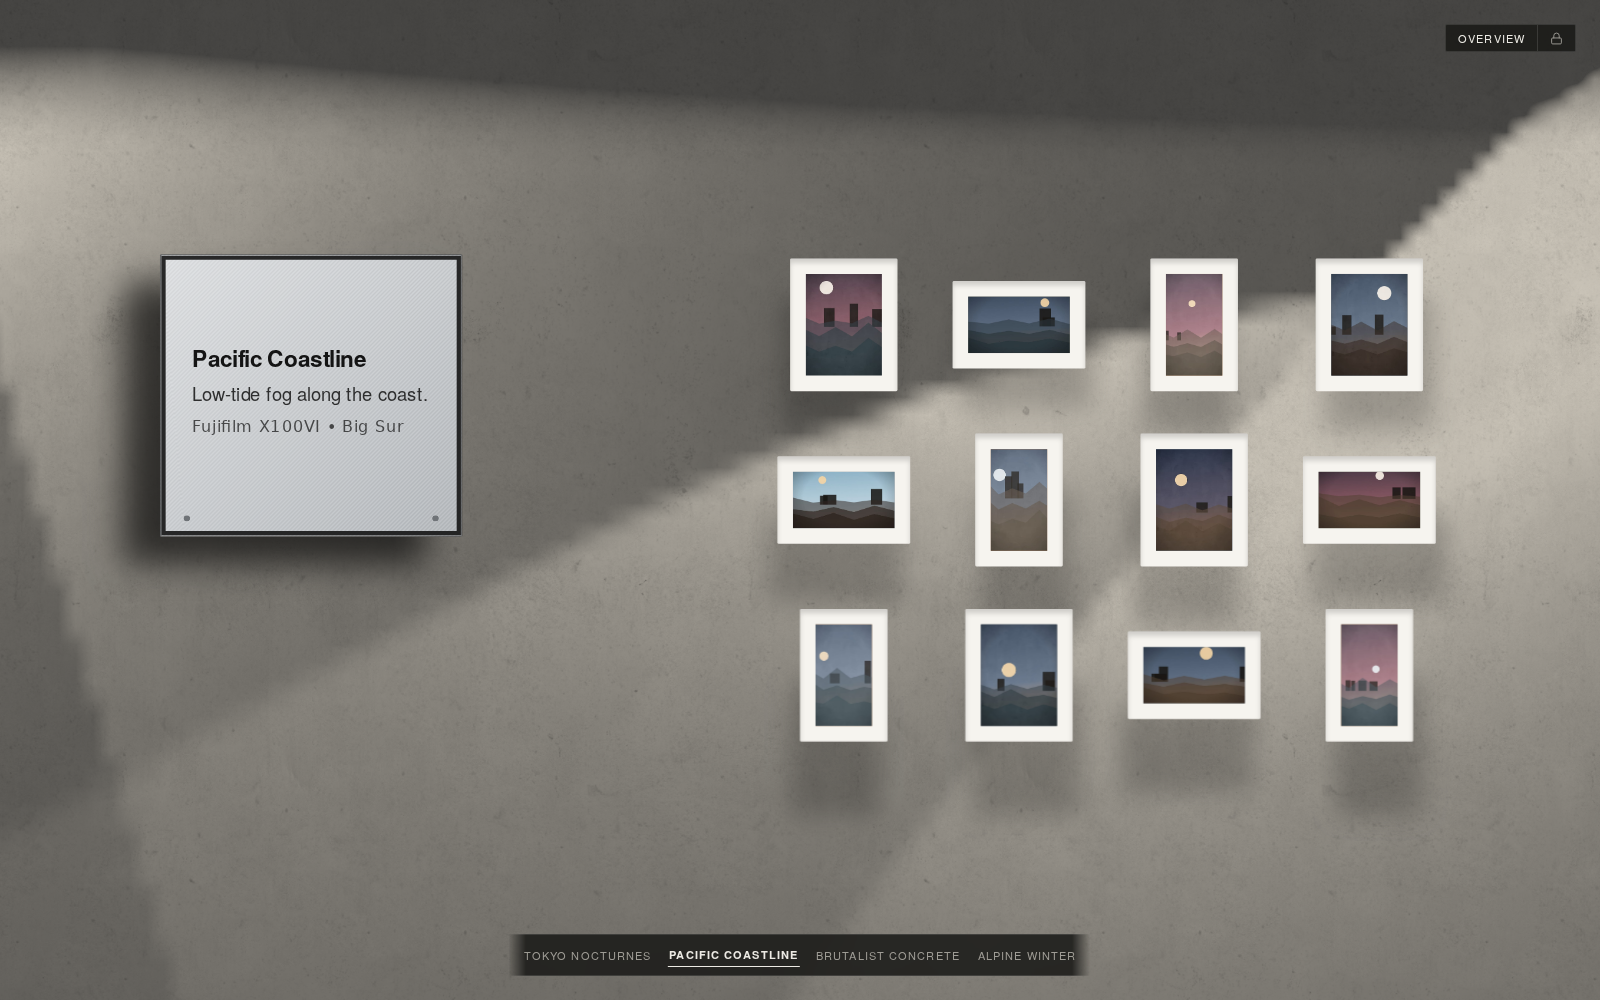 OVERVIEW
Pacific Coastline
Low-tide fog along the coast.
Fujifilm X100VI • Big Sur
TOKYO NOCTURNES PACIFIC COASTLINE BRUTALIST CONCRETE ALPINE WINTER